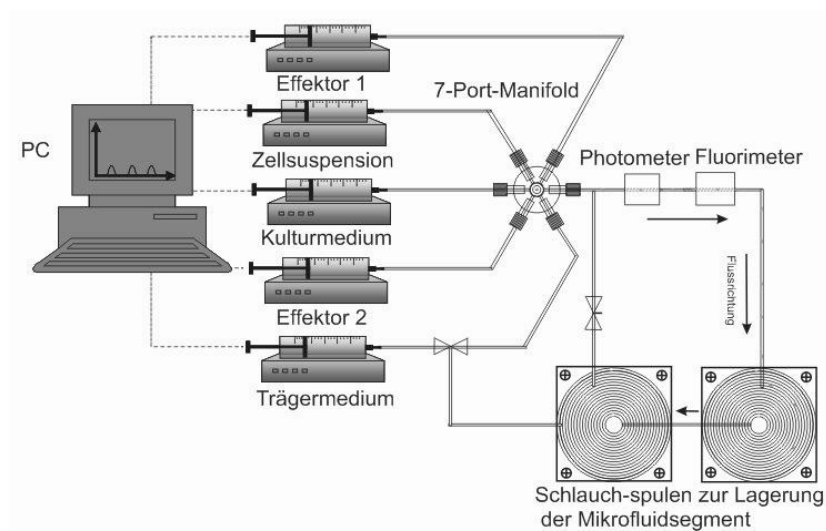 Effektor 1
7-Port-Manifold
PC
Zellsuspension
Photometer Fluorimeter
Kulturmedium
Flussrichtung
Effektor 2
Trägermedium
Schlauch-spulen zur Lagerung
der Mikrofluidsegment